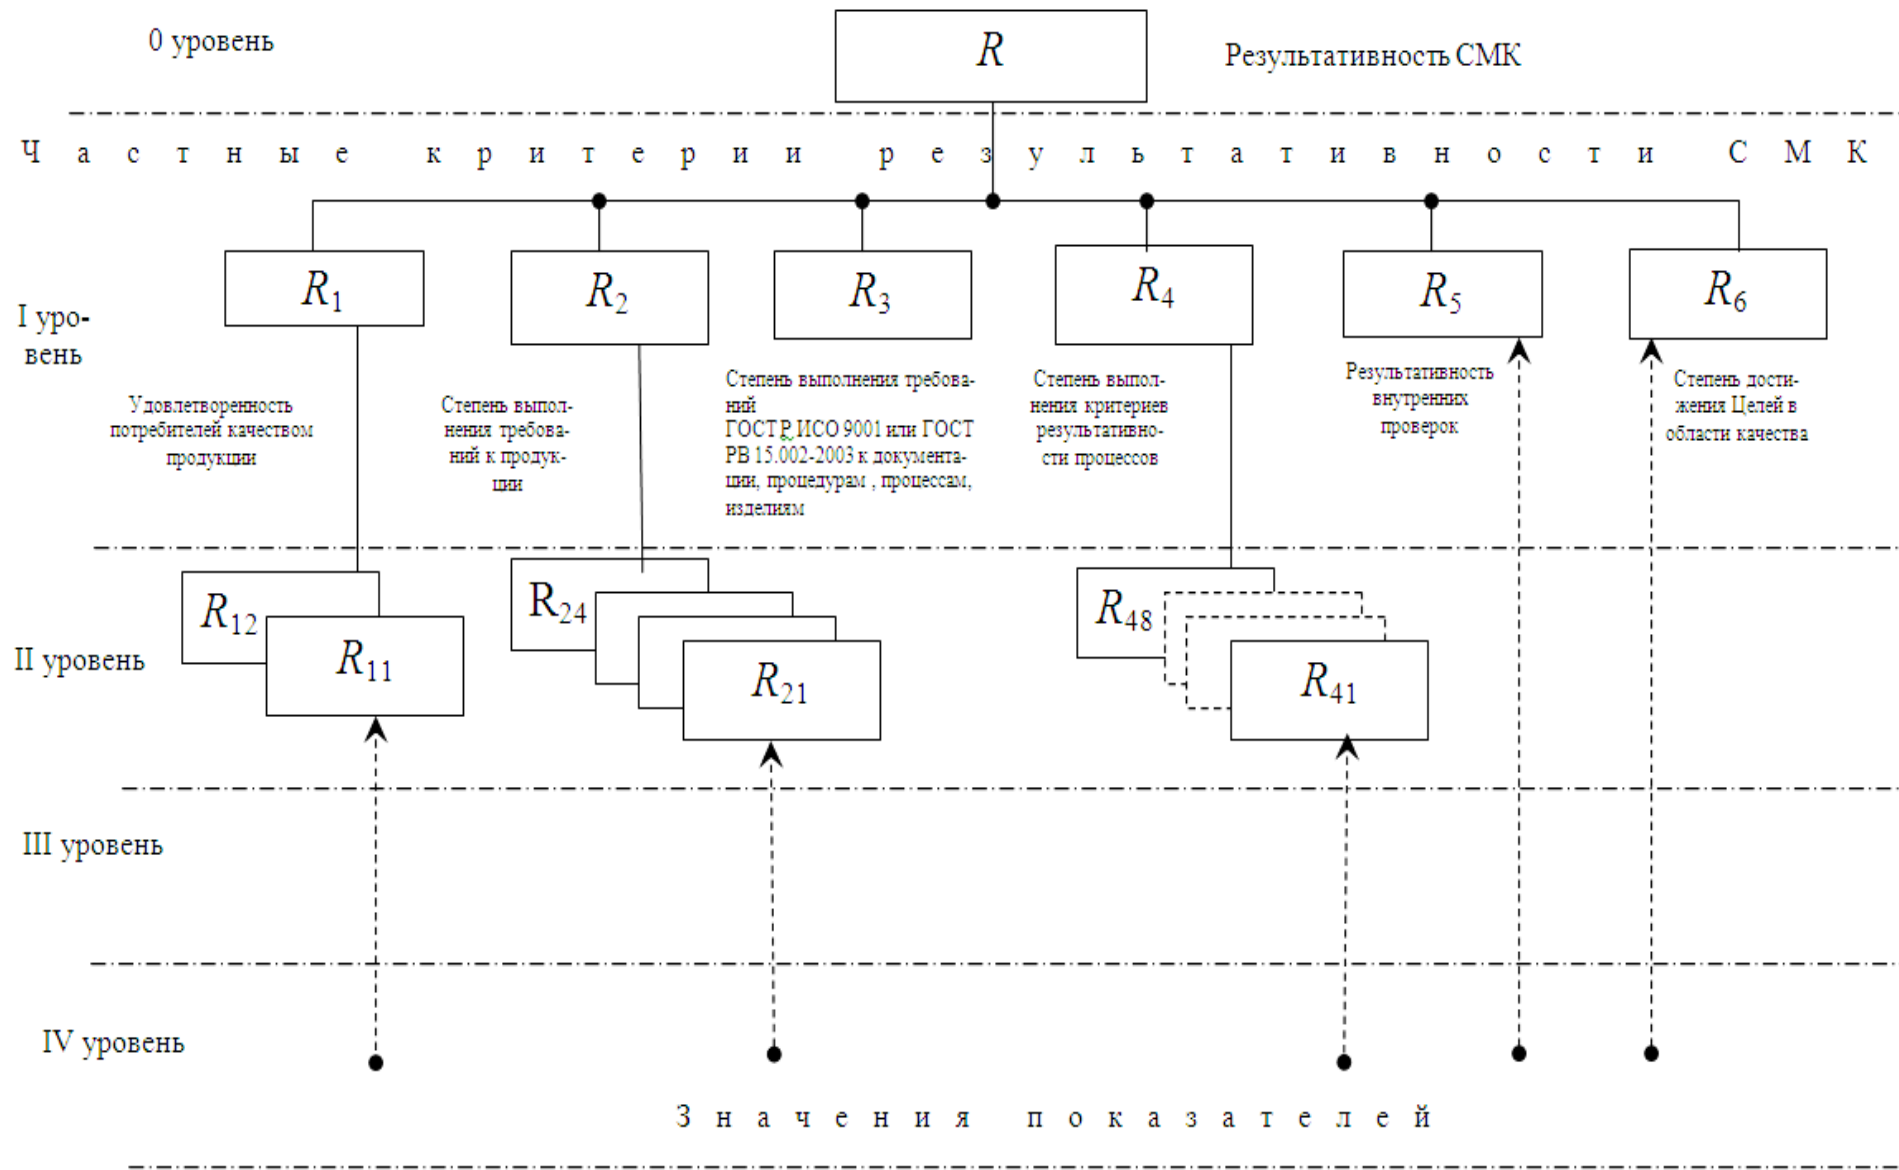 0 уровень
R
Результативность СМК
Частные критерии результативности СМК
R1
R2
R3
R4
R5
R6
I уро-
вень
Удовлетворенность
потребителей качеством
продукции
Степень выпол-
нения требова-
ний к продук-
ции
Степень выполнения требова-
ний
ГОСТ Р ИСО 9001 или ГОСТ
РВ 15.002-2003 к документа-
ции, процедурам , процессам,
изделиям
Степень выпол-
нения критериев
результативно-
сти процессов
Результативность
внутренних
проверок
Степень дости-
жения Целей в
области качества
II уровень
R12
R11
R24
R21
R48
R41
III уровень
IV уровень
Значения показателей